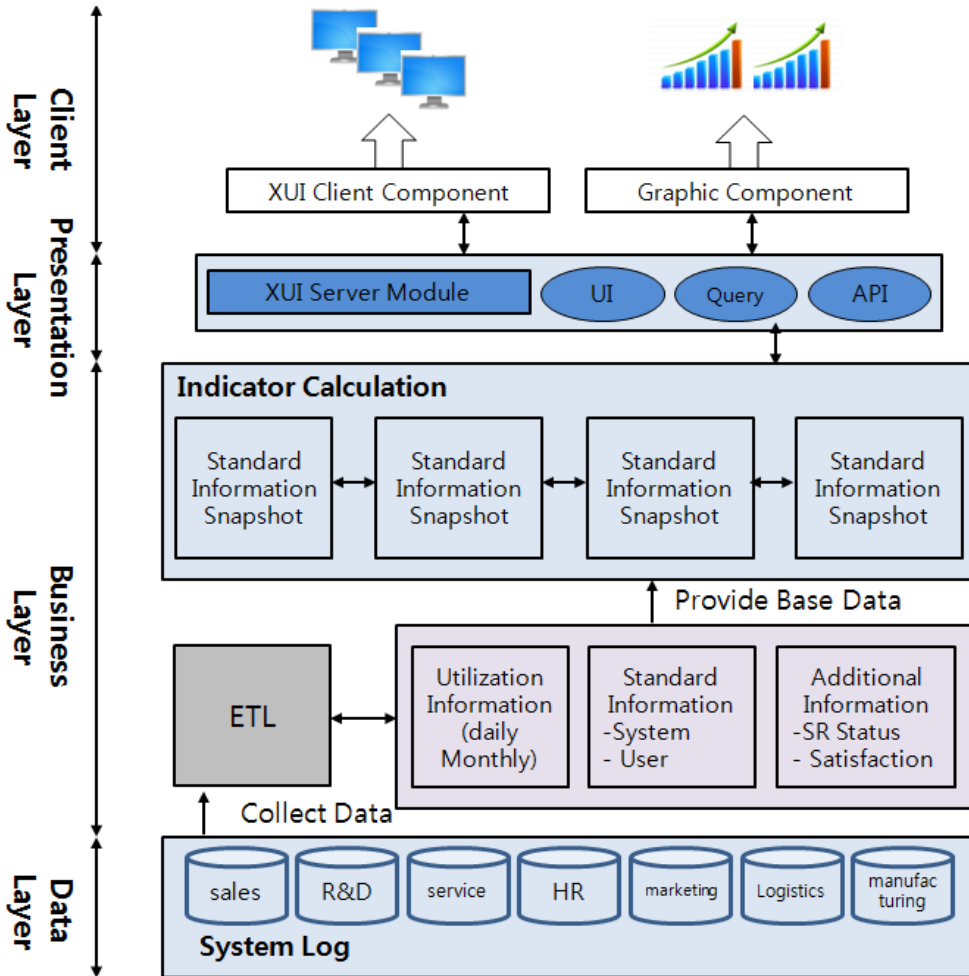 Client
Layer
XUI Client Component
Graphic Component
Presentation
Layer
XUI Server Module
UI
Query
API
Business
Layer
Indicator Calculation
Standard
Information
Snapshot
Standard
Information
Snapshot
Standard
Information
Snapshot
Standard
Information
Snapshot
Provide Base Data
ETL
Utilization
Information
(daily
Monthly)
Standard
Information
-System
- User
Additional
Information
-SR Status
- Satisfaction
Collect Data
Data
Layer
sales
R&D
service
HR
marketing
Logistics
manufac
turing
System Log